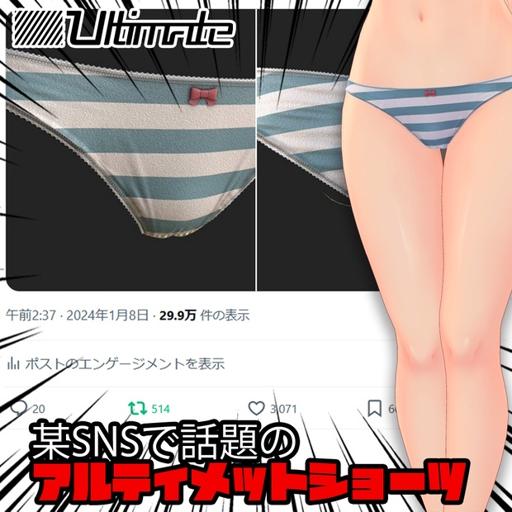 Ultimate
午前2:37 · 2024年1月8日 · 29.9万 件の表示
ポストのエンゲージメントを表示
20 514 3,071
某SNSで話題の
アルティメットショーツ